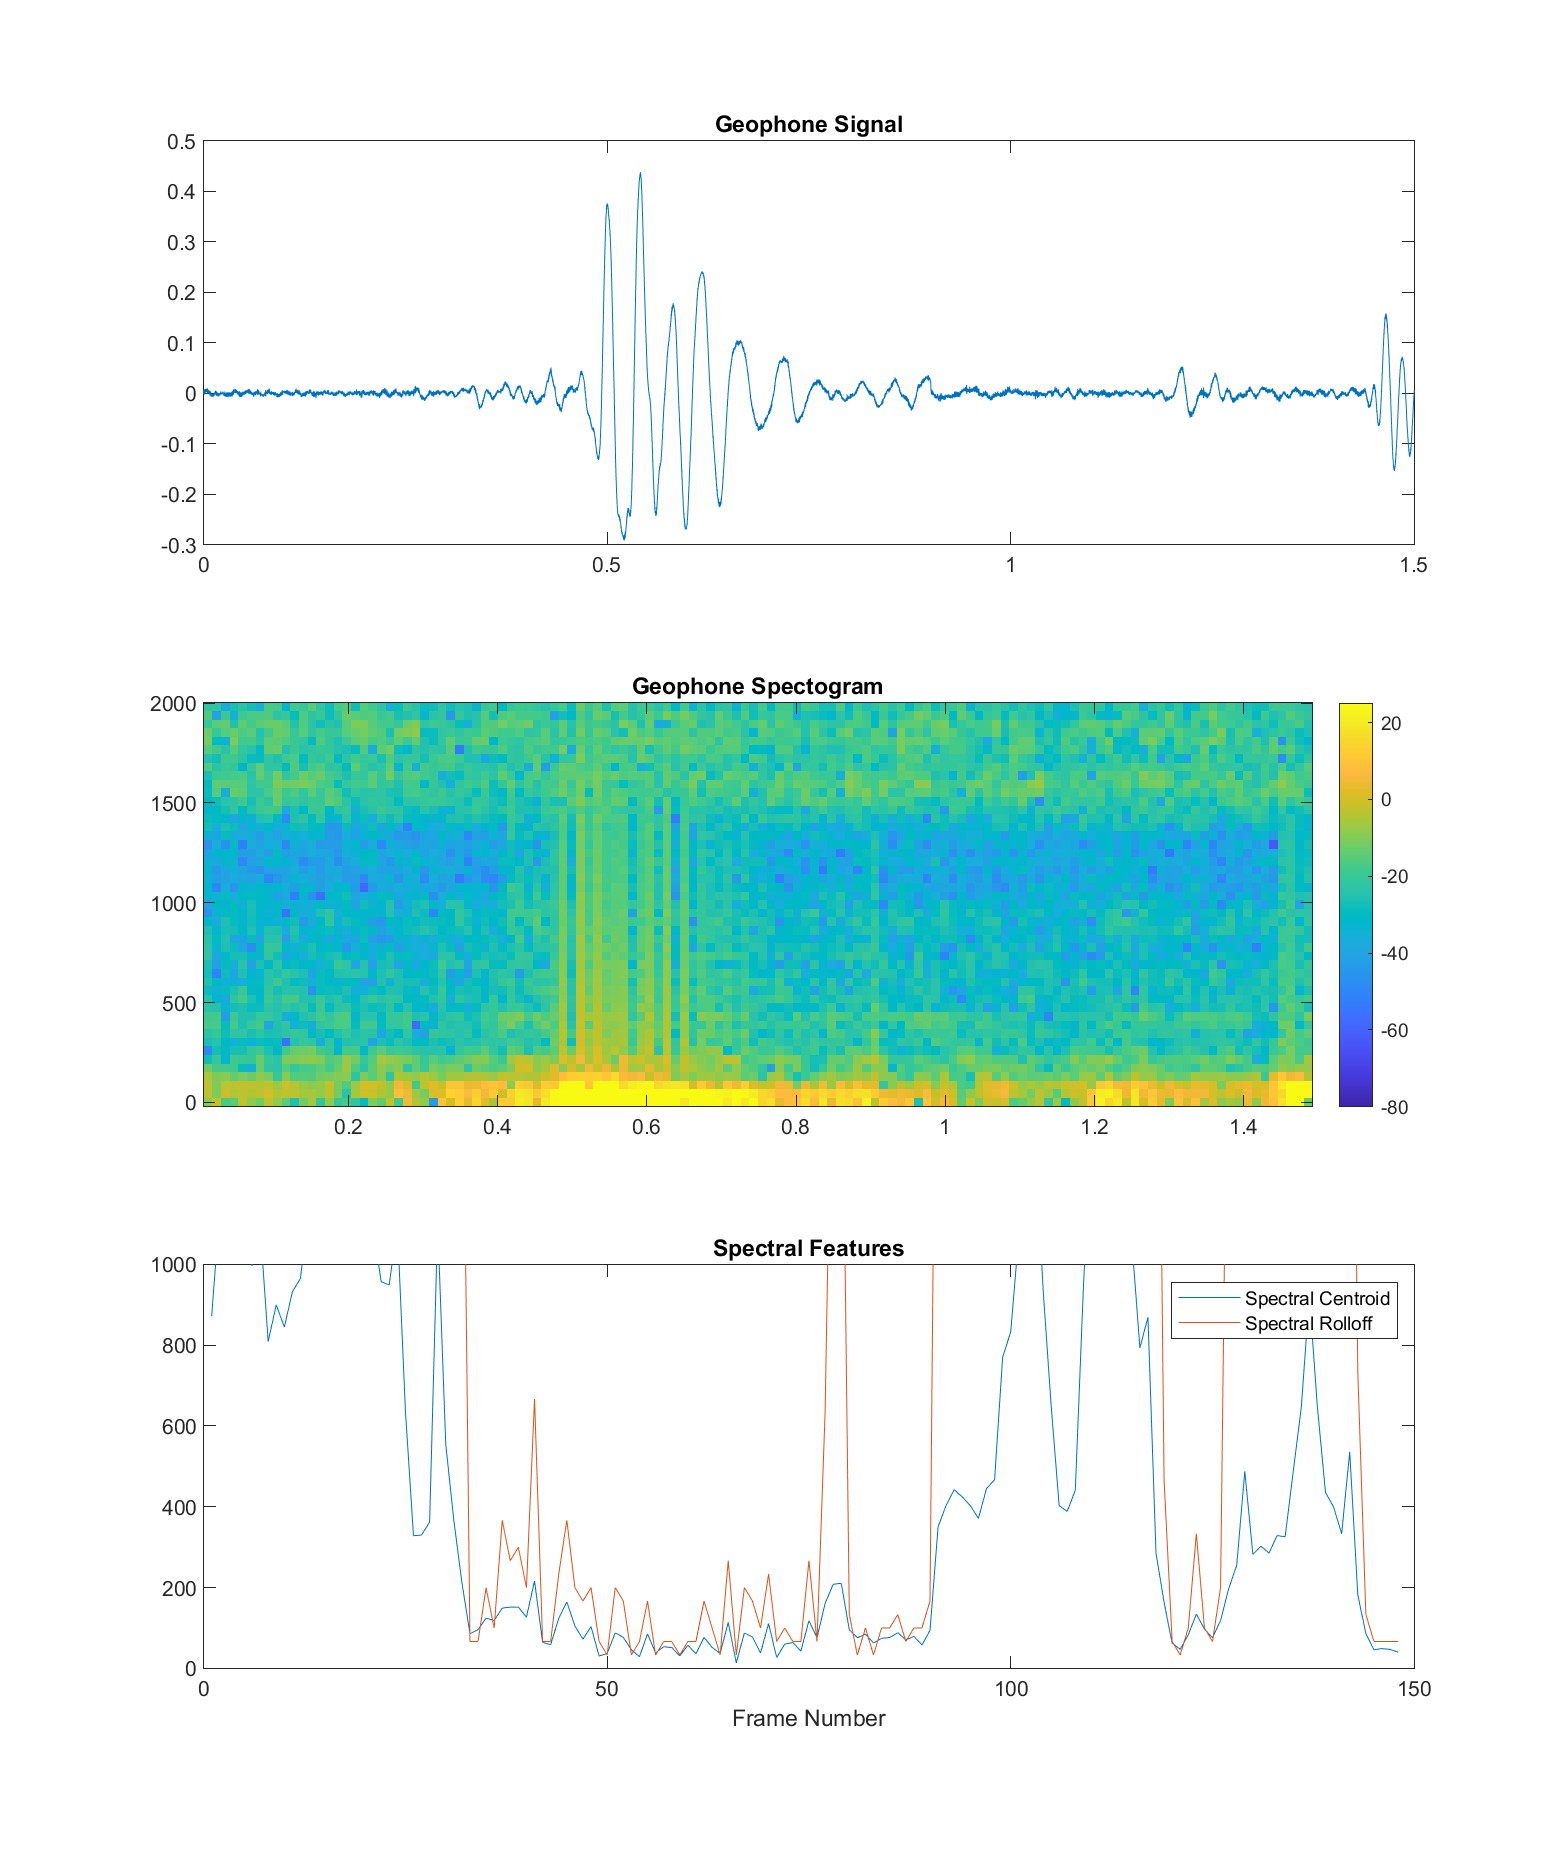 Geophone Signal
0.5
0.4
0.3
0.2
0.1
0
-0.1
-0.2
-0.3
0 0.5 1 1.5
Geophone Spectogram
2000
1500
1000
500
0
20
0
-20
-40
-60
-80
0.2 0.4 0.6 0.8 1 1.2 1.4
Spectral Features
1000
800
600
400
200
0
Spectral Centroid
Spectral Rolloff
0 50 100 150
Frame Number